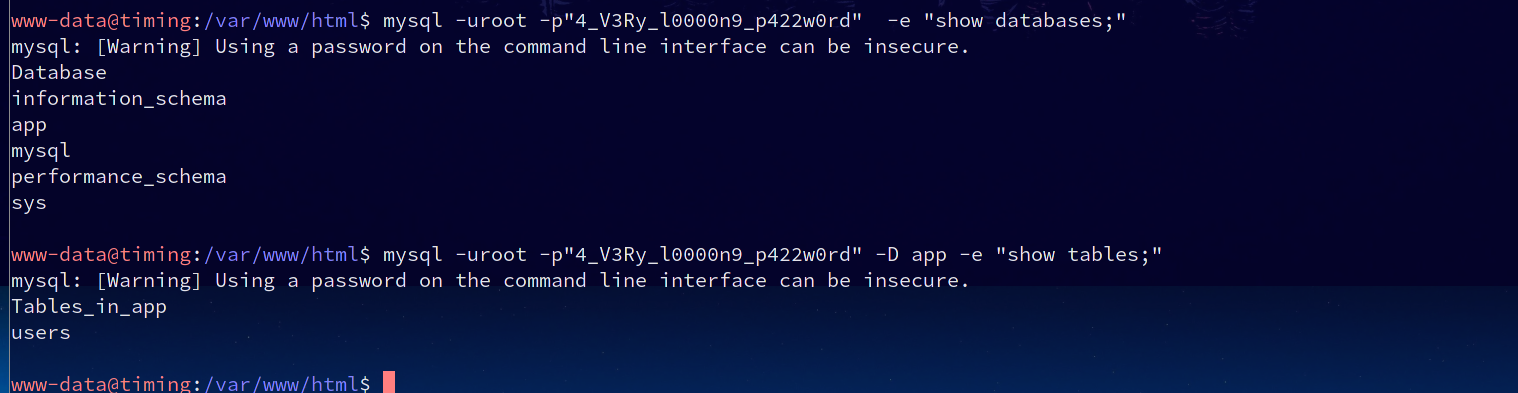 www-data@timing:/var/www/html$ mysql -uroot -p"4_V3Ry_l0000n9_p422w0rd"  -e "show databases;"
mysql: [Warning] Using a password on the command line interface can be insecure.
Database
information_schema
app
mysql
performance_schema
sys
www-data@timing:/var/www/html$ mysql -uroot -p"4_V3Ry_l0000n9_p422w0rd" -D app -e "show tables;"
mysql: [Warning] Using a password on the command line interface can be insecure.
Tables_in_app
users
www-data@timing:/var/www/html$